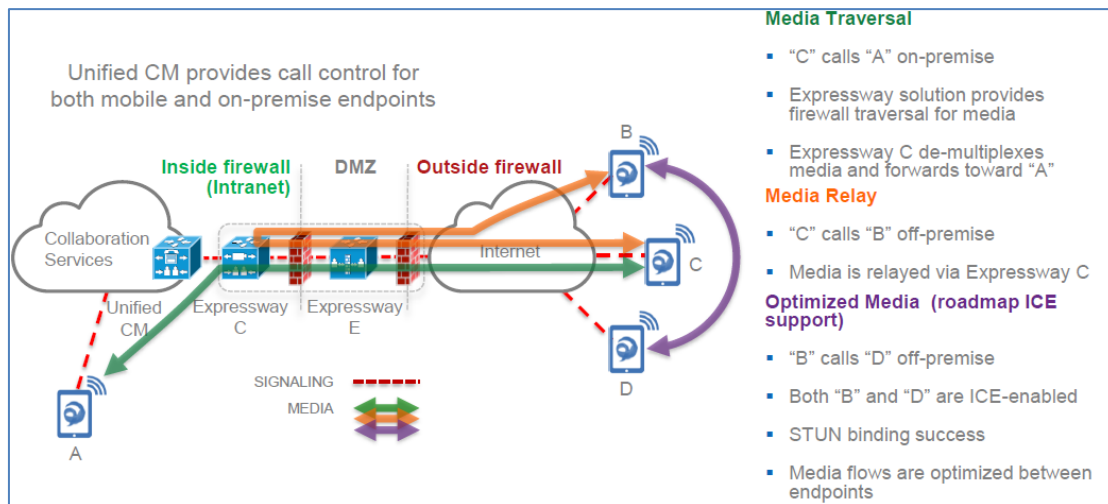 Unified CM provides call control for
both mobile and on-premise endpoints
Inside firewall
(Intranet)
DMZ
Outside firewall
B
Collaboration
Services
Internet
C
Unified
CM
Expressway
C
Expressway
E
D
SIGNALING
MEDIA
A
Media Traversal
▪ “C” calls “A” on-premise
▪ Expressway solution provides
firewall traversal for media
▪ Expressway C de-multiplexes
media and forwards toward “A”
Media Relay
▪ “C” calls “B” off-premise
▪ Media is relayed via Expressway C
Optimized Media (roadmap ICE
support)
▪ “B” calls “D” off-premise
▪ Both “B” and “D” are ICE-enabled
▪ STUN binding success
▪ Media flows are optimized between
endpoints